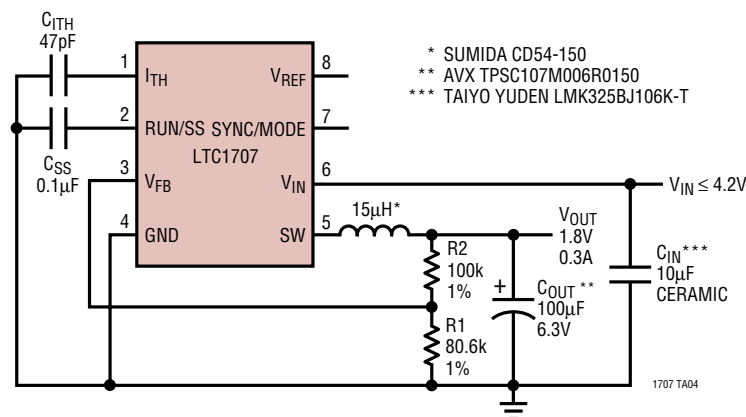 C_ITH
47pF
1
I_TH
V_REF
8
* SUMIDA CD54-150
** AVX TPSC107M006R0150
*** TAIYO YUDEN LMK325BJ106K-T
2
RUN/SS
SYNC/MODE
7
LTC1707
C_SS
0.1µF
3
V_FB
V_IN
6
V_IN ≤ 4.2V
15µH*
4
GND
SW
5
V_OUT
1.8V
0.3A
R2
100k
1%
+
C_OUT**
100µF
6.3V
C_IN***
10µF
CERAMIC
R1
80.6k
1%
1707 TA04